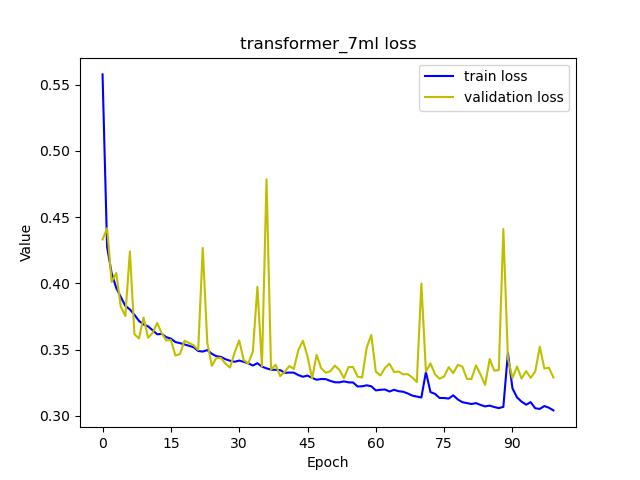 transformer_7ml loss
train loss
validation loss
Value
0.55
0.50
0.45
0.40
0.35
0.30
0 15 30 45 60 75 90
Epoch